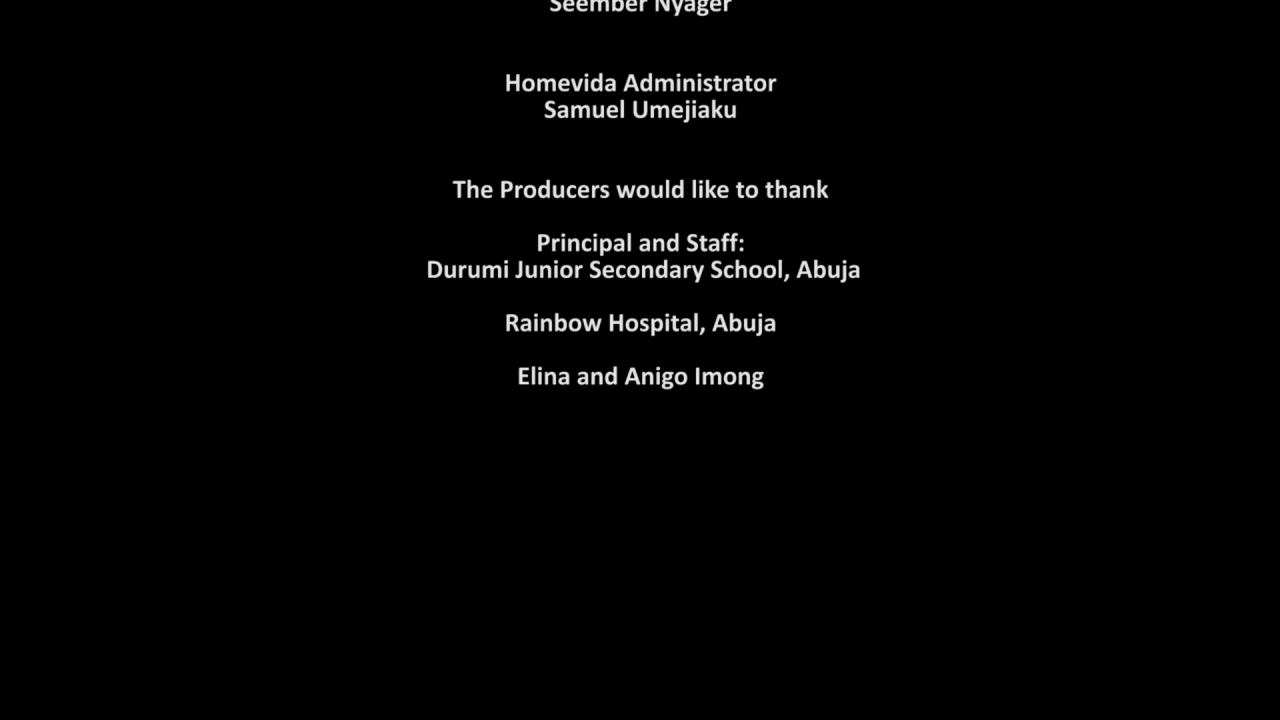 Seember Nyager
Homevida Administrator
Samuel Umejiaku
The Producers would like to thank
Principal and Staff:
Durumi Junior Secondary School, Abuja
Rainbow Hospital, Abuja
Elina and Anigo Imong